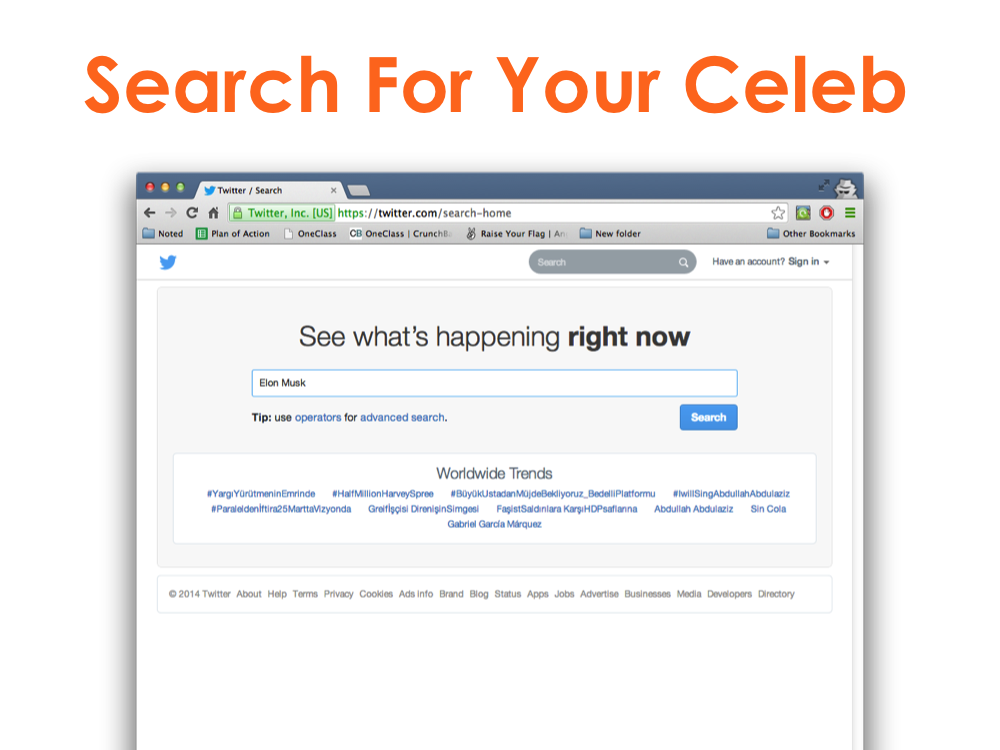 Search For Your Celeb
Twitter / Search
Twitter, Inc. [US] https://twitter.com/search-home
Noted Plan of Action OneClass CB OneClass | CrunchBa Raise Your Flag | An New folder Other Bookmarks
Search Have an account? Sign in
See what's happening right now
Elon Musk
Tip: use operators for advanced search.
Search
Worldwide Trends
#YargıYürütmeninEmrinde #HalfMillionHarveySpree #BüyükUstadanMüjdeBekliyoruz_BedelliPlatformu #IwillSingAbdullahAbdulaziz
#Paraleldenİftira25MarttaVizyonda Greifİşçisi DirenişinSimgesi FaşistSaldırılara KarşıHDPsaflarına Abdullah Abdulaziz Sin Cola
Gabriel García Márquez
© 2014 Twitter About Help Terms Privacy Cookies Ads info Brand Blog Status Apps Jobs Advertise Businesses Media Developers Directory